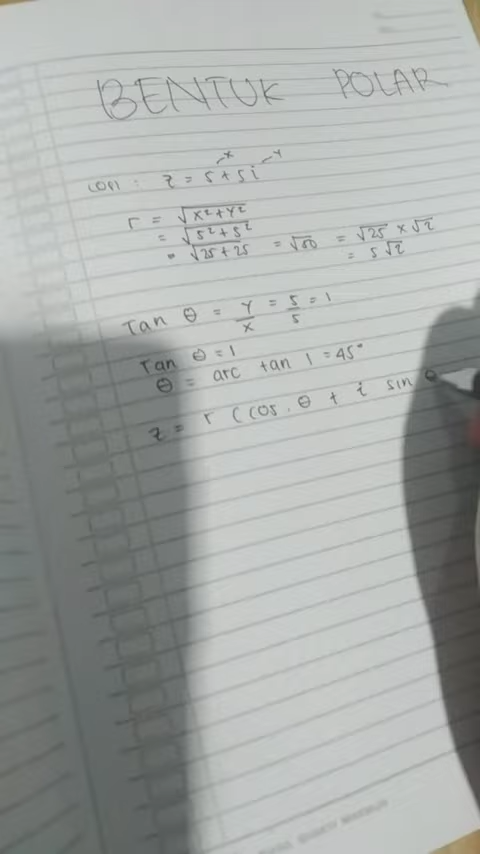 BENTUK POLAR
x y
con : z = 5 + 5i
r = √x²+y²
= √5²+5²
= √25+25 = √50 = √25 x √2
= 5√2
Tan θ = y/x = 5/5 = 1
Tan θ = 1
θ = arc tan 1 = 45°
z = r (cos. θ + i sin θ